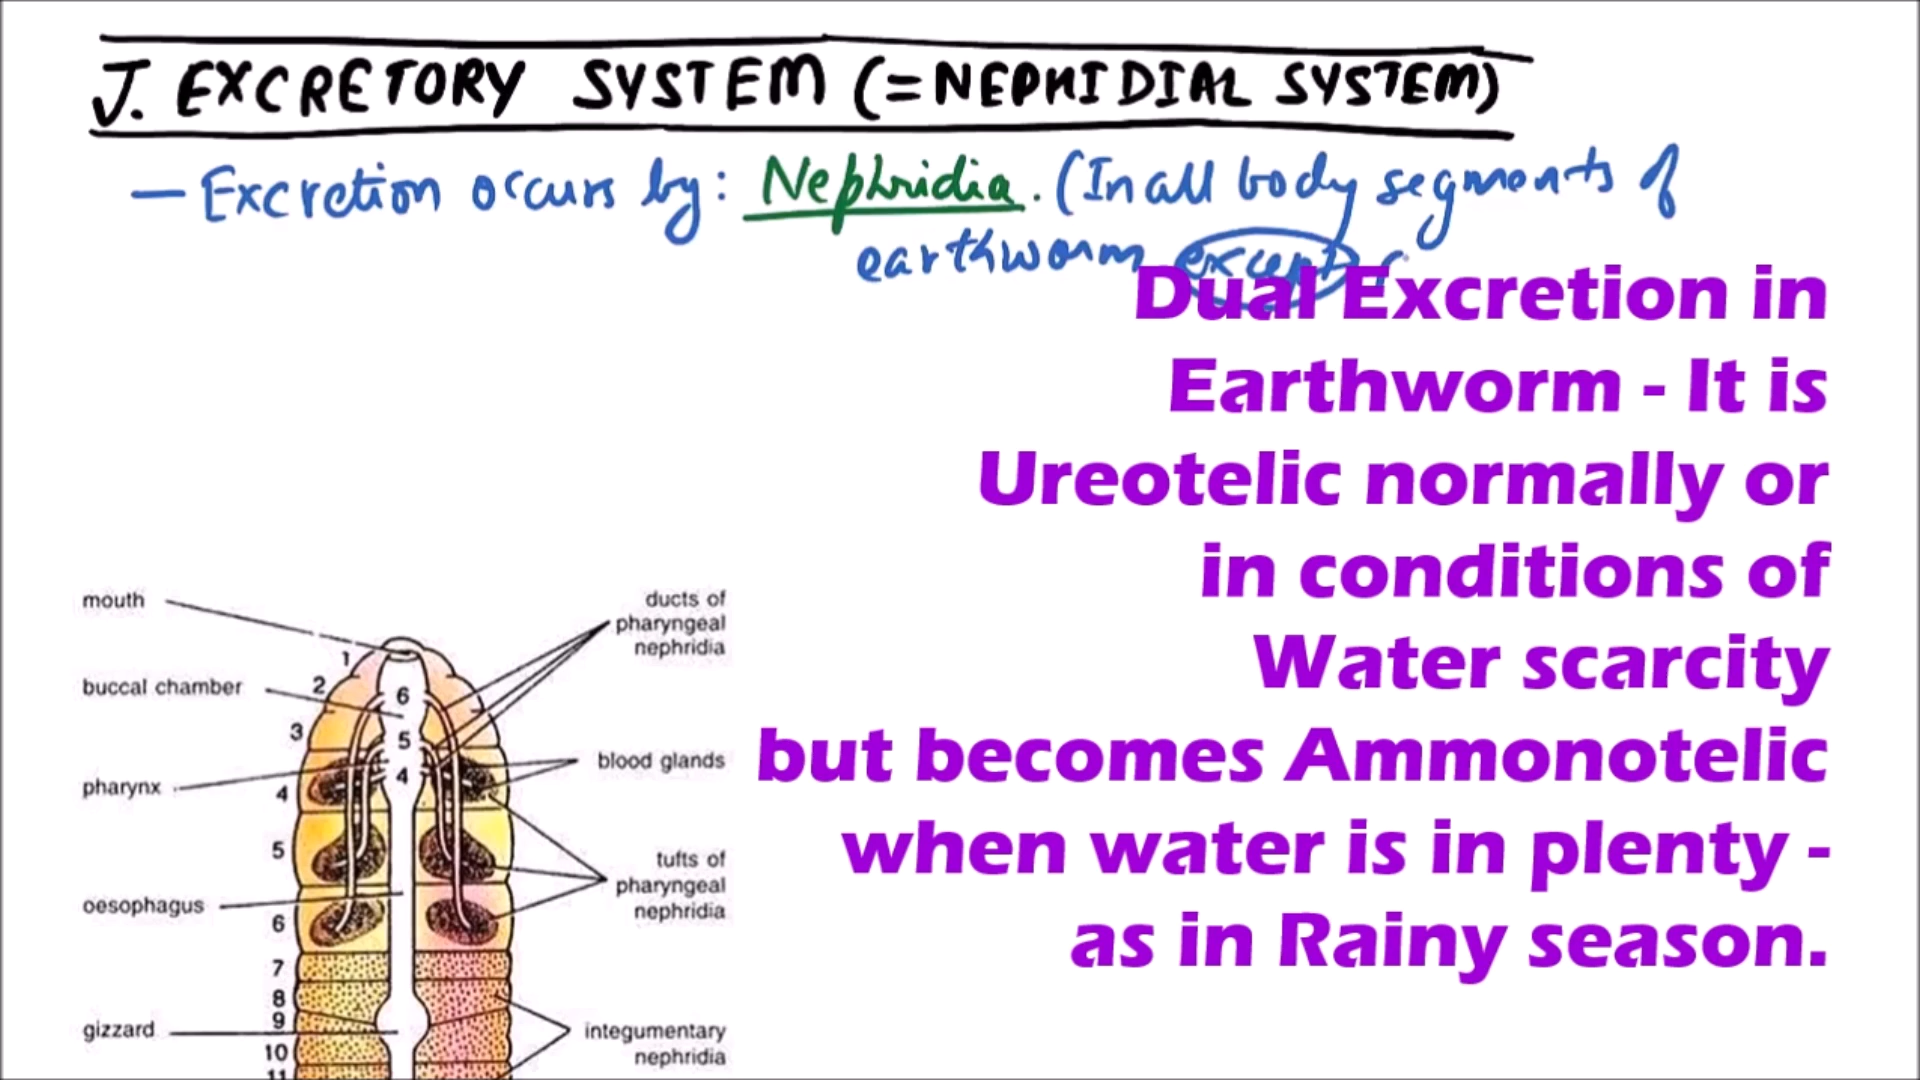 J. EXCRETORY SYSTEM (=NEPHIDIAL SYSTEM)
— Excretion occurs by: Nephridia. (In all body segments of
earthworm except (
Dual Excretion in
Earthworm - It is
Ureotelic normally or
in conditions of
Water scarcity
but becomes Ammonotelic
when water is in plenty -
as in Rainy season.
mouth
buccal chamber
pharynx
oesophagus
gizzard
1
2
3
4
5
6
7
8
9
10
11
6
5
4
ducts of
pharyngeal
nephridia
blood glands
tufts of
pharyngeal
nephridia
integumentary
nephridia